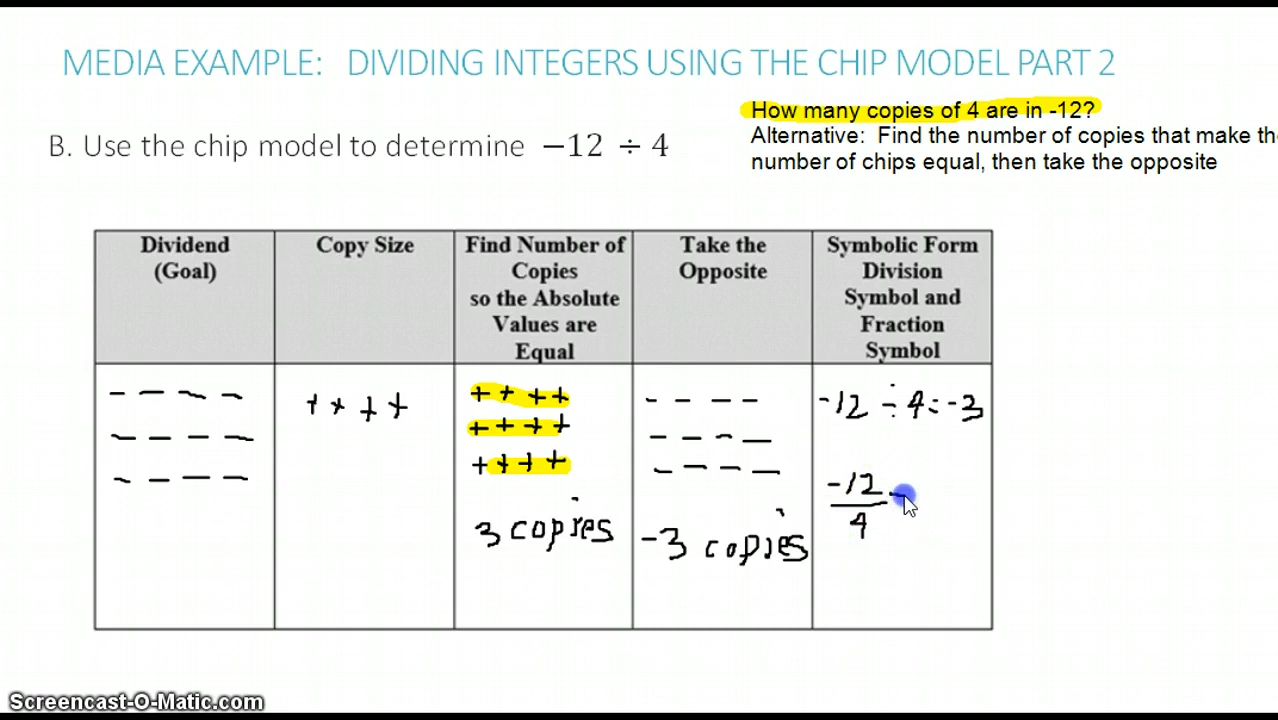 MEDIA EXAMPLE: DIVIDING INTEGERS USING THE CHIP MODEL PART 2
How many copies of 4 are in -12?
Alternative: Find the number of copies that make the
number of chips equal, then take the opposite
B. Use the chip model to determine −12 ÷ 4
Dividend
(Goal)
Copy Size
Find Number of
Copies
so the Absolute
Values are
Equal
Take the
Opposite
Symbolic Form
Division
Symbol and
Fraction
Symbol
− − − −
− − − −
− − − −
+ + + +
+ + + +
+ + + +
+ + + +
3 copies
− − − −
− − − −
− − − −
-3 copies
-12 ÷ 4 = -3
-12
4
Screencast-O-Matic.com